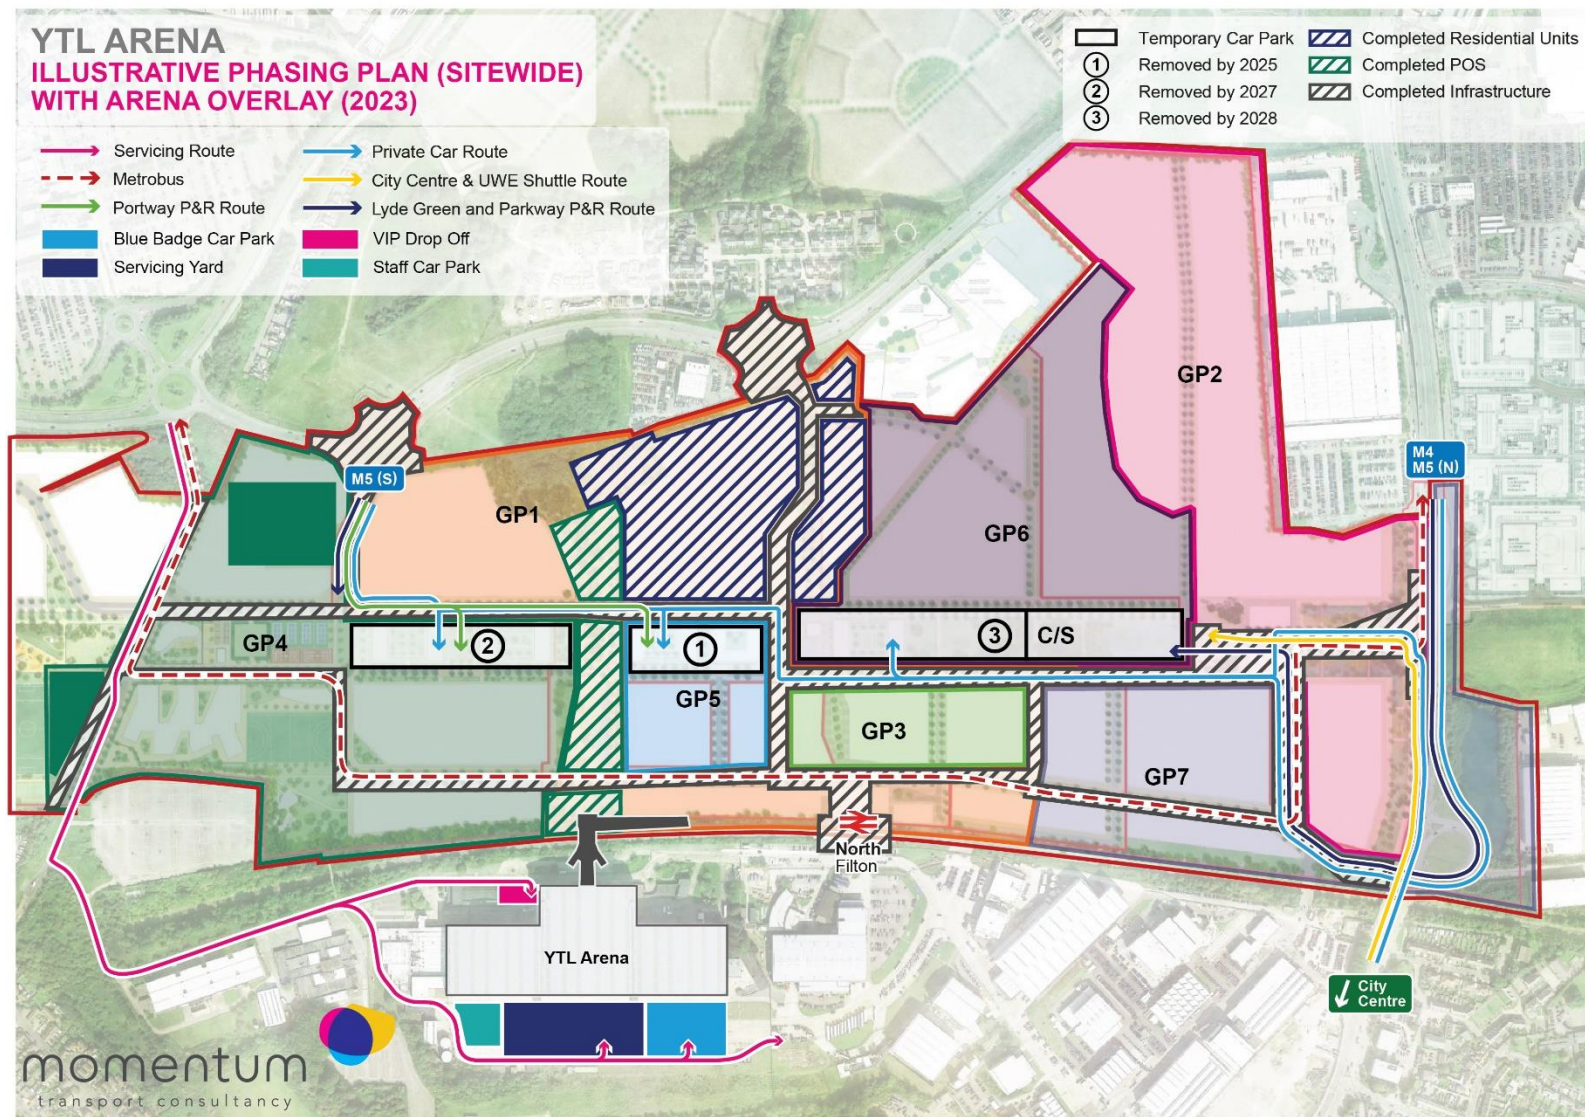 YTL ARENA
ILLUSTRATIVE PHASING PLAN (SITEWIDE)
WITH ARENA OVERLAY (2023)
Servicing Route
Metrobus
Portway P&R Route
Blue Badge Car Park
Servicing Yard
Private Car Route
City Centre & UWE Shuttle Route
Lyde Green and Parkway P&R Route
VIP Drop Off
Staff Car Park
Temporary Car Park
1 Removed by 2025
2 Removed by 2027
3 Removed by 2028
Completed Residential Units
Completed POS
Completed Infrastructure
GP2
M4
M5 (N)
M5 (S)
GP1
GP6
GP4
2
1
3
C/S
GP5
GP3
GP7
North
Filton
YTL Arena
City
Centre
momentum
transport consultancy